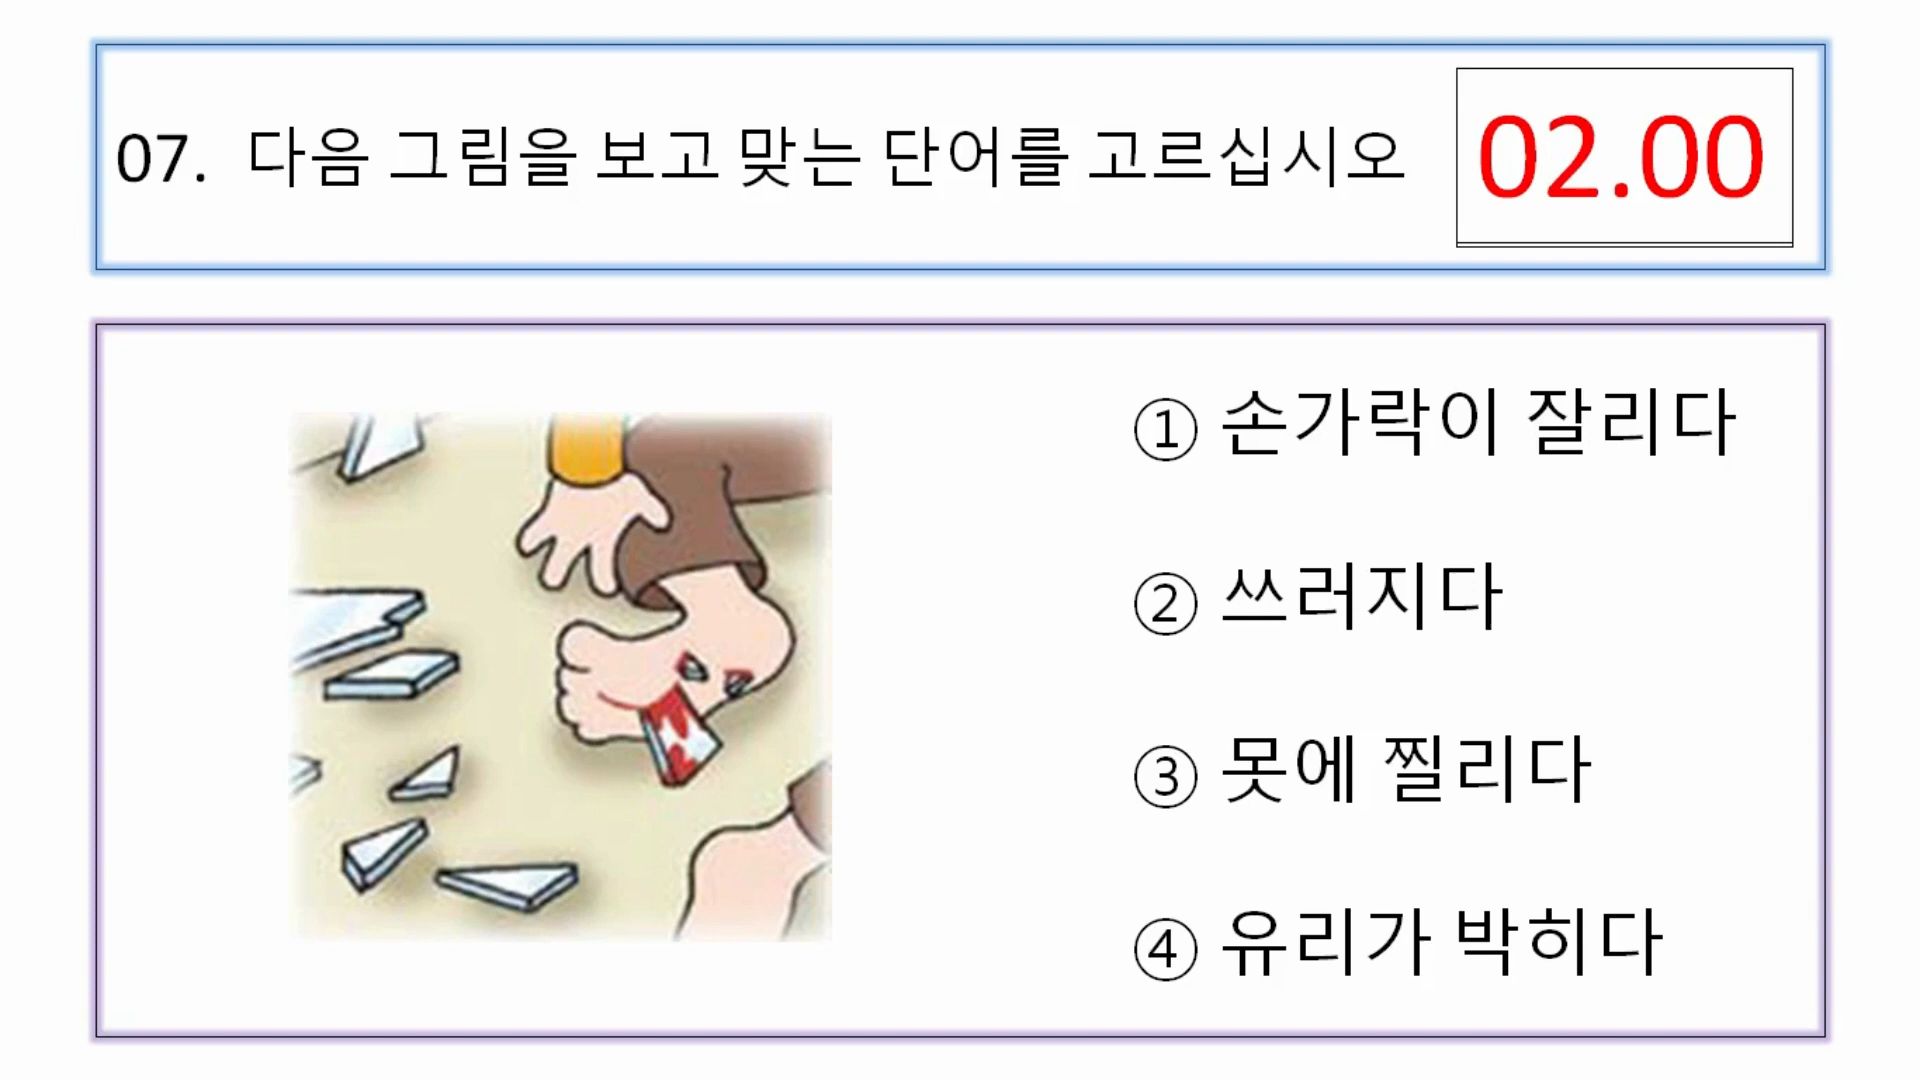 07. 다음 그림을 보고 맞는 단어를 고르십시오
02.00
① 손가락이 잘리다
② 쓰러지다
③ 못에 찔리다
④ 유리가 박히다